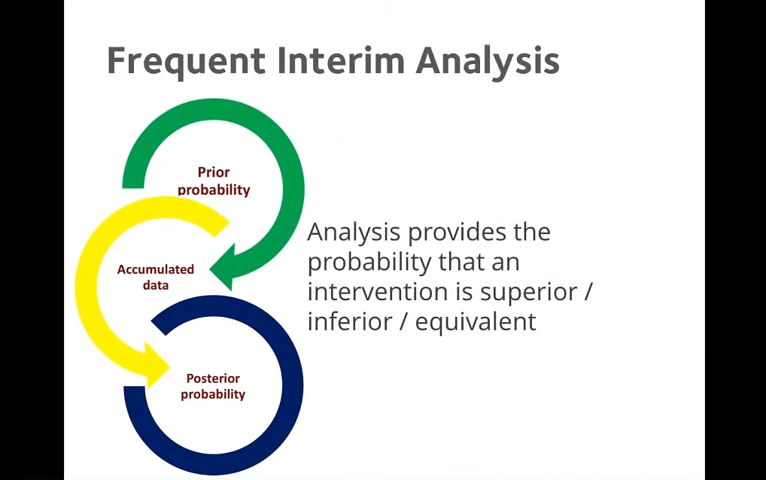 Frequent Interim Analysis
Prior
probability
Accumulated
data
Posterior
probability
Analysis provides the
probability that an
intervention is superior /
inferior / equivalent